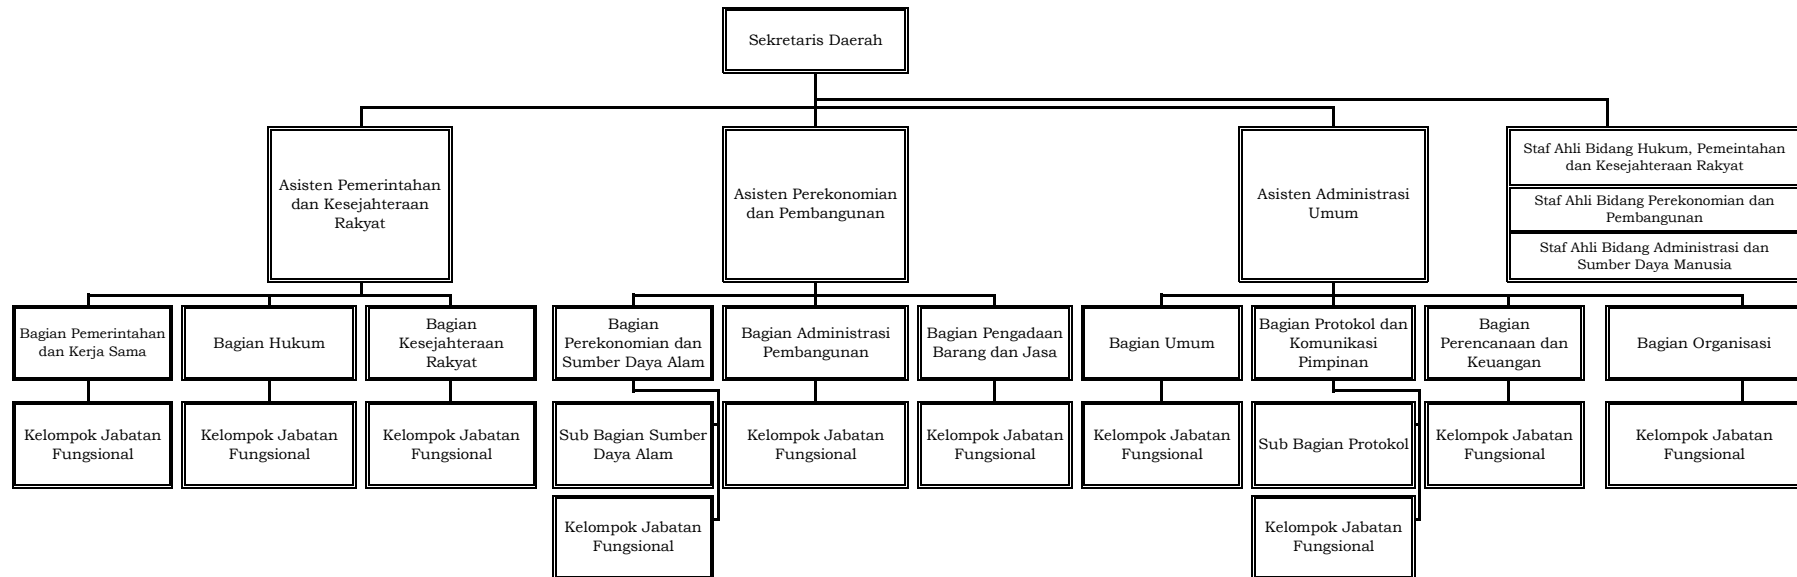 Sekretaris Daerah
Asisten Pemerintahan
dan Kesejahteraan
Rakyat
Asisten Perekonomian
dan Pembangunan
Asisten Administrasi
Umum
Staf Ahli Bidang Hukum, Pemeintahan
dan Kesejahteraan Rakyat
Staf Ahli Bidang Perekonomian dan
Pembangunan
Staf Ahli Bidang Administrasi dan
Sumber Daya Manusia
Bagian Pemerintahan
dan Kerja Sama
Bagian Hukum
Bagian
Kesejahteraan
Rakyat
Bagian
Perekonomian dan
Sumber Daya Alam
Bagian Administrasi
Pembangunan
Bagian Pengadaan
Barang dan Jasa
Bagian Umum
Bagian Protokol dan
Komunikasi
Pimpinan
Bagian
Perencanaan dan
Keuangan
Bagian Organisasi
Kelompok Jabatan
Fungsional
Kelompok Jabatan
Fungsional
Kelompok Jabatan
Fungsional
Sub Bagian Sumber
Daya Alam
Kelompok Jabatan
Fungsional
Kelompok Jabatan
Fungsional
Kelompok Jabatan
Fungsional
Sub Bagian Protokol
Kelompok Jabatan
Fungsional
Kelompok Jabatan
Fungsional
Kelompok Jabatan
Fungsional
Kelompok Jabatan
Fungsional